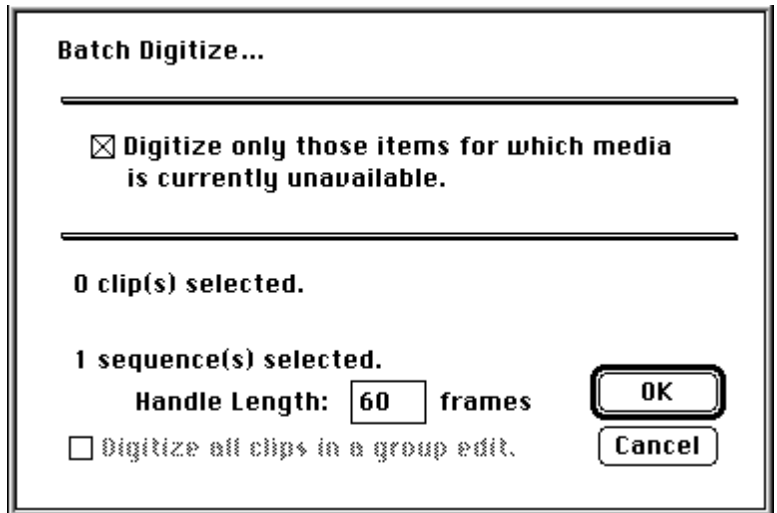 Batch Digitize...
Digitize only those items for which media
is currently unavailable.
0 clip(s) selected.
1 sequence(s) selected.
Handle Length: 60 frames
OK
Digitize all clips in a group edit.
Cancel